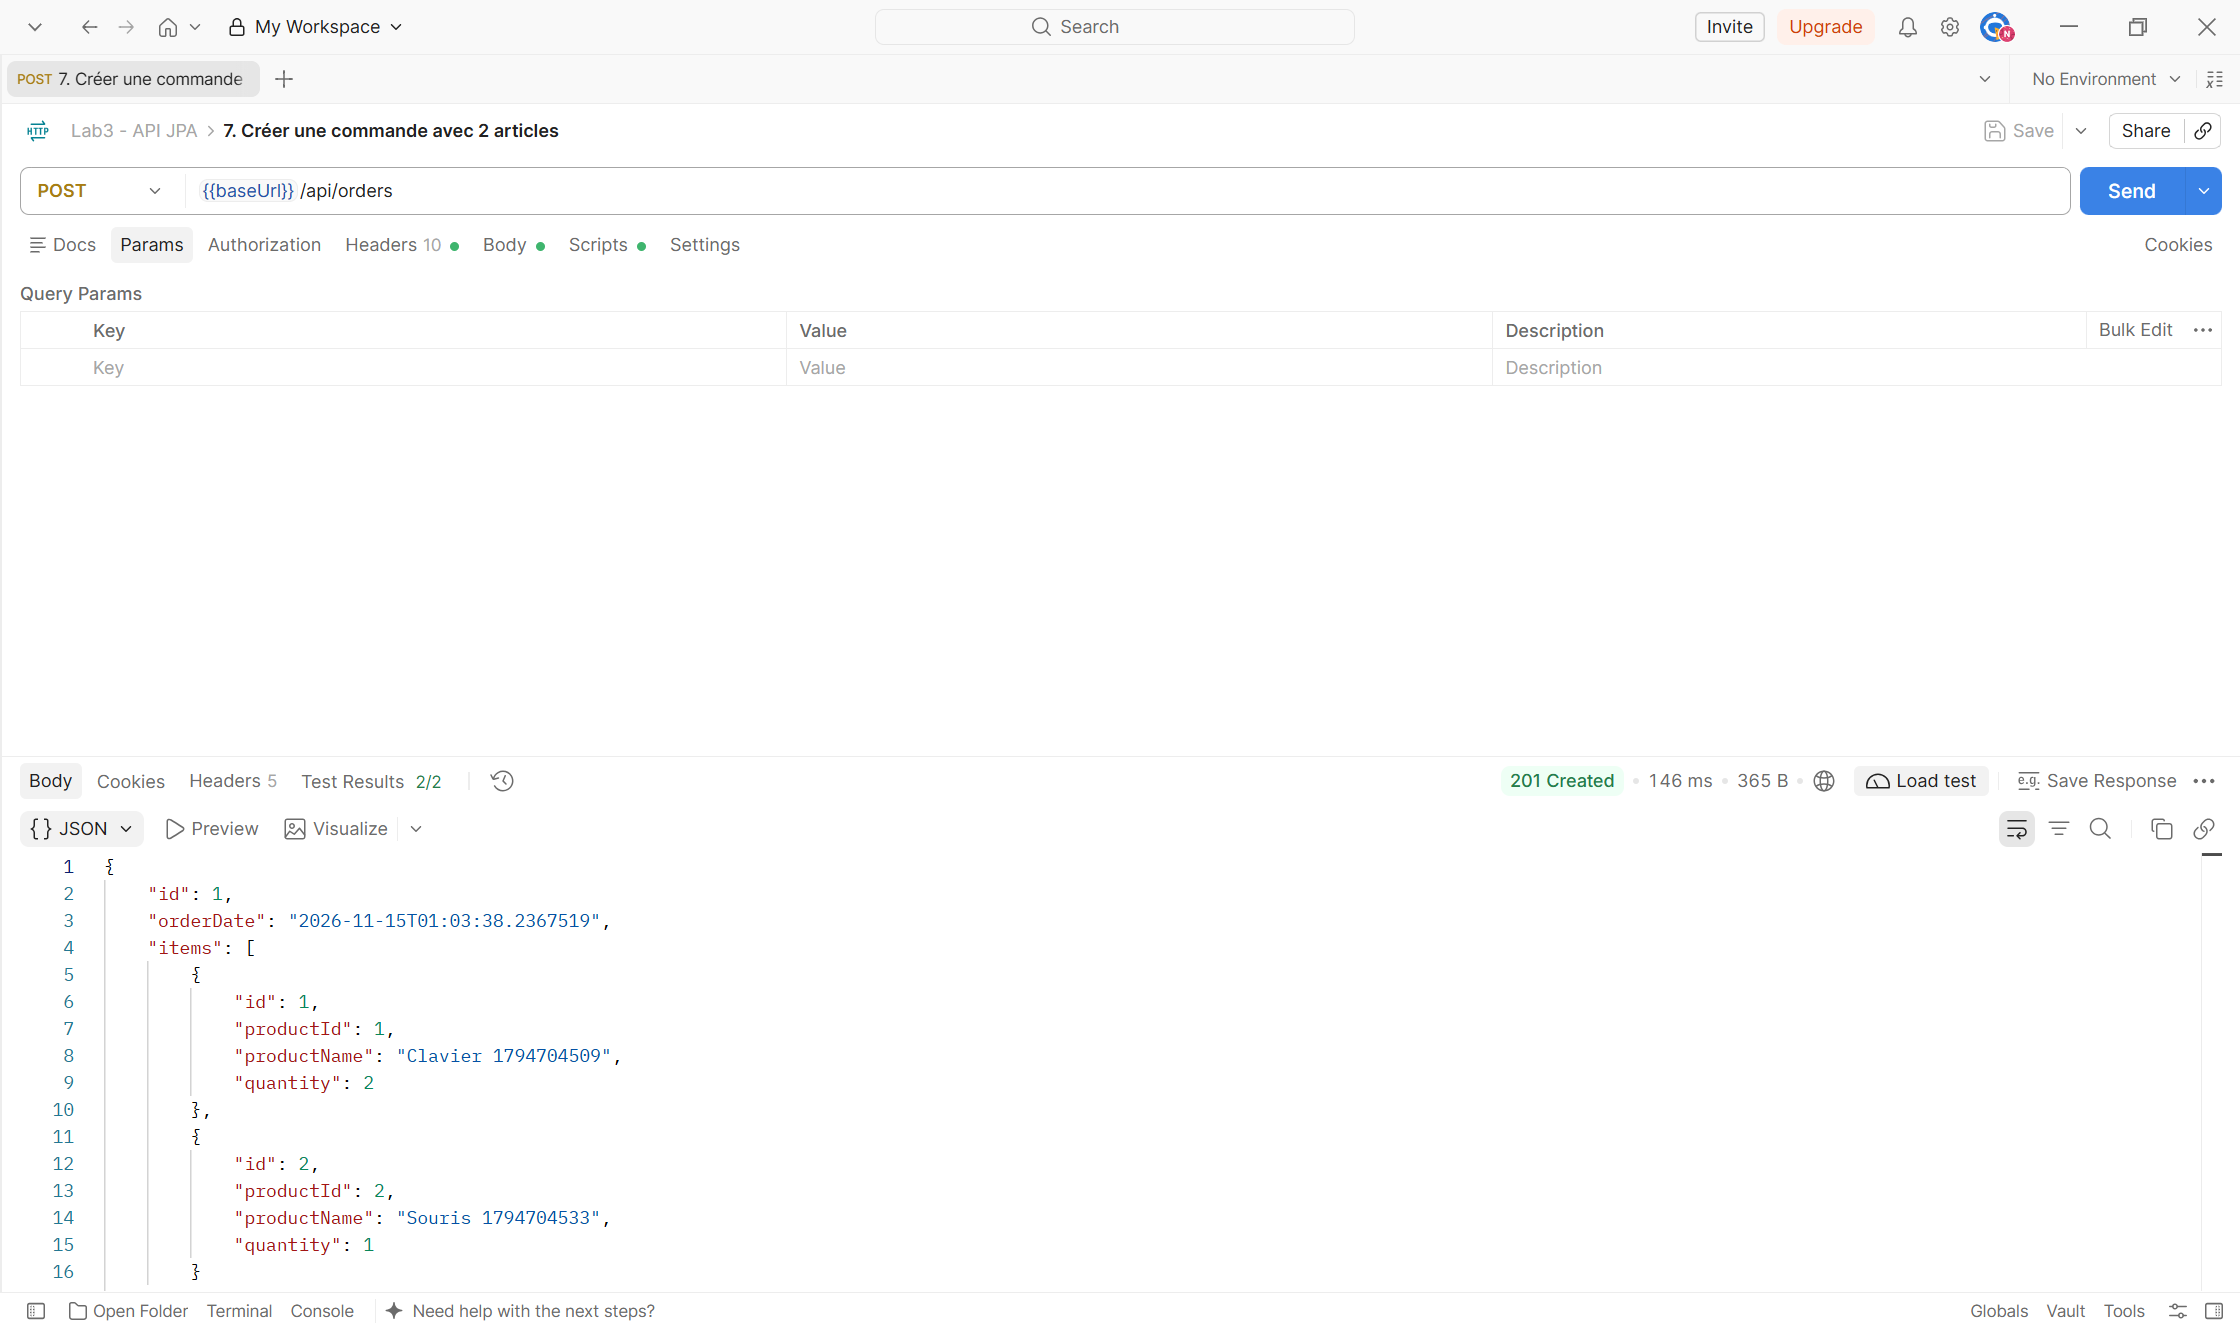 My Workspace
Search
Invite
Upgrade
N
POST 7. Créer une commande
No Environment
HTTP
Lab3 - API JPA > 7. Créer une commande avec 2 articles
Save
Share
POST
{{baseUrl}} /api/orders
Send
Docs
Params
Authorization
Headers 10
Body
Scripts
Settings
Cookies
Query Params
Key
Value
Description
Bulk Edit
Key
Value
Description
Body
Cookies
Headers 5
Test Results 2/2
201 Created
146 ms
365 B
Load test
e.g. Save Response
{} JSON
Preview
Visualize
1 {
2 "id": 1,
3 "orderDate": "2026-11-15T01:03:38.2367519",
4 "items": [
5 {
6 "id": 1,
7 "productId": 1,
8 "productName": "Clavier 1794704509",
9 "quantity": 2
10 },
11 {
12 "id": 2,
13 "productId": 2,
14 "productName": "Souris 1794704533",
15 "quantity": 1
16 }
Open Folder
Terminal
Console
Need help with the next steps?
Globals
Vault
Tools